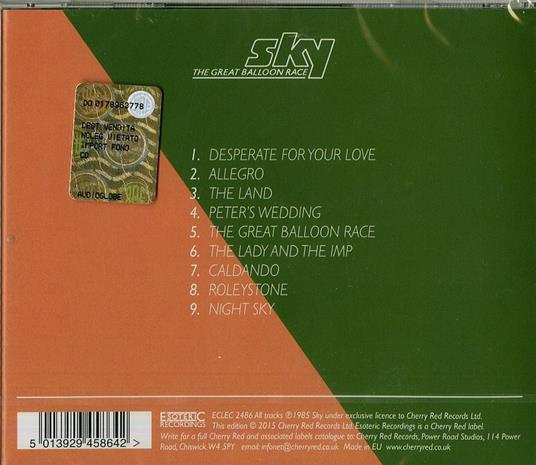 sky
THE GREAT BALLOON RACE
DQ 0178963778
DEST.VENDITA
NOLEG.VIETATO
IMPORT FONO
CD
AUDIOGLOBE
1. DESPERATE FOR YOUR LOVE
2. ALLEGRO
3. THE LAND
4. PETER'S WEDDING
5. THE GREAT BALLOON RACE
6. THE LADY AND THE IMP
7. CALDANDO
8. ROLEYSTONE
9. NIGHT SKY
5 013929 458642 >
ESOTERIC
RECORDINGS
ECLEC 2486 All tracks ℗1985 Sky under exclusive licence to Cherry Red Records Ltd.
This edition © 2015 Cherry Red Records Ltd. Esoteric Recordings is a Cherry Red label.
Write for a full Cherry Red and associated labels catalogue to: Cherry Red Records, Power Road Studios, 114 Power
Road, Chiswick. W4 5PY email: infonet@cherryred.co.uk Made in EU www.cherryred.co.uk